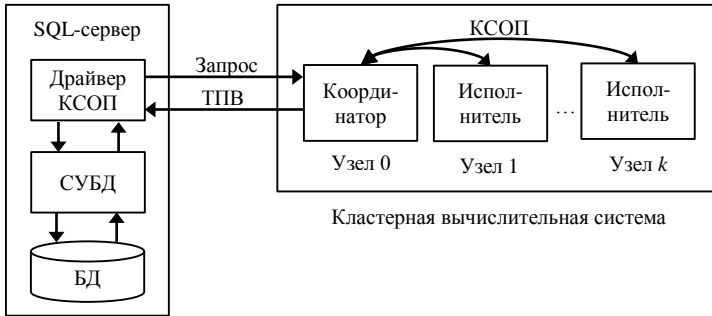 SQL-сервер
Драйвер
КСОП
СУБД
БД
Запрос
ТПВ
КСОП
Коорди-
натор
Испол-
нитель
...
Испол-
нитель
Узел 0
Узел 1
Узел k
Кластерная вычислительная система